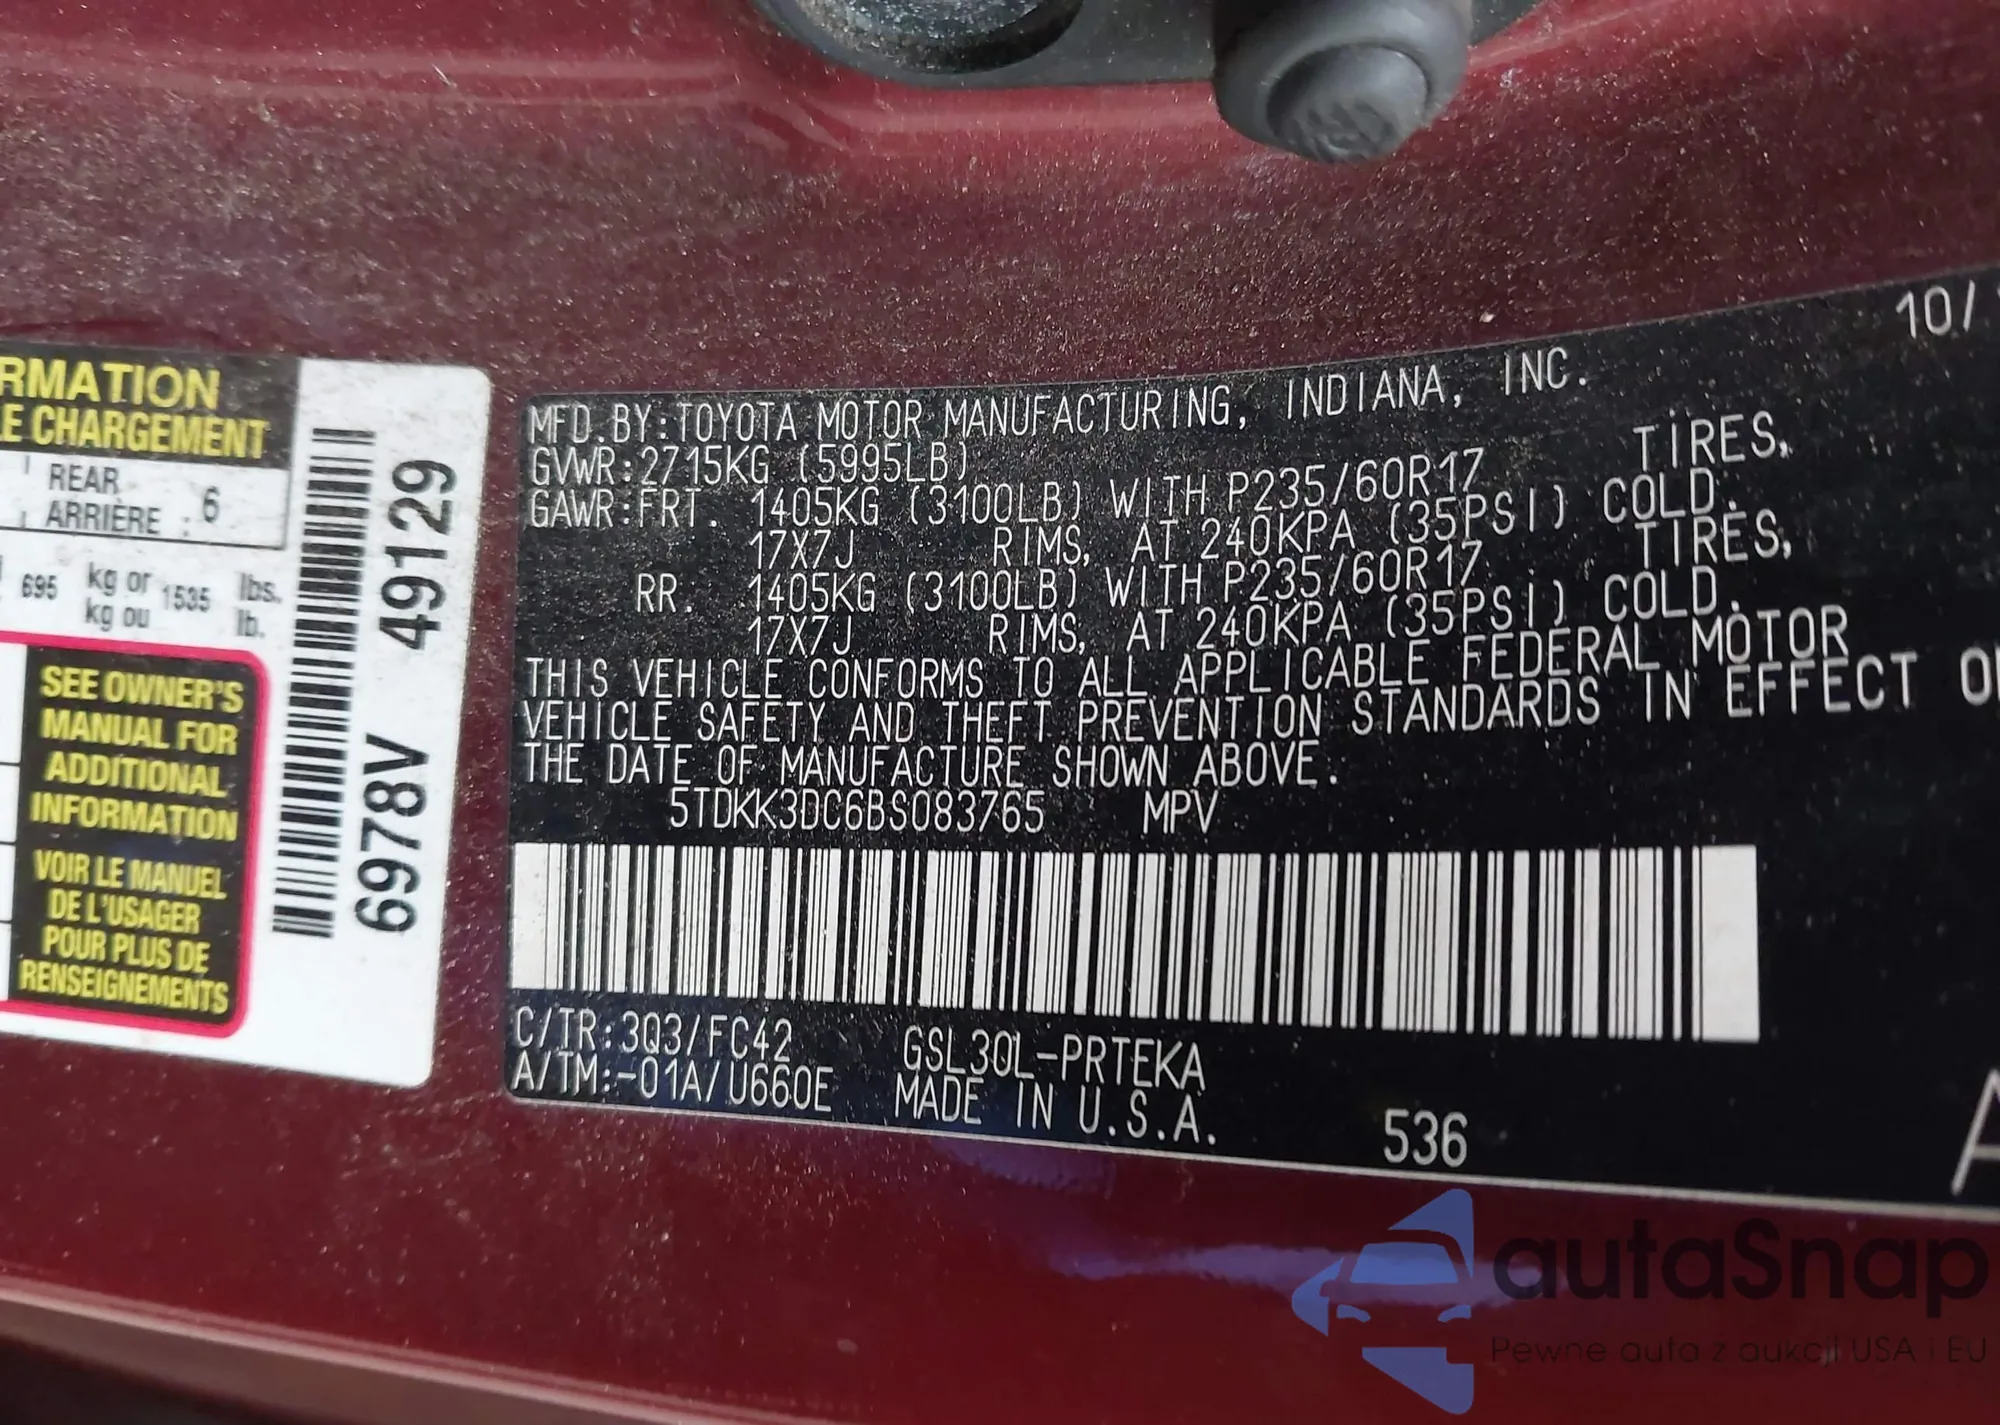 RMATION
LE CHARGEMENT
REAR
ARRIÈRE : 6
695 kg or 1535 lbs.
kg ou lb.
SEE OWNER'S
MANUAL FOR
ADDITIONAL
INFORMATION
VOIR LE MANUEL
DE L'USAGER
POUR PLUS DE
RENSEIGNEMENTS
6978V 49129
10/
MFD.BY:TOYOTA MOTOR MANUFACTURING, INDIANA, INC.
GVWR:2715KG (5995LB)
GAWR:FRT. 1405KG (3100LB) WITH P235/60R17 TIRES,
17X7J RIMS, AT 240KPA (35PSI) COLD.
RR. 1405KG (3100LB) WITH P235/60R17 TIRES,
17X7J RIMS, AT 240KPA (35PSI) COLD.
THIS VEHICLE CONFORMS TO ALL APPLICABLE FEDERAL MOTOR
VEHICLE SAFETY AND THEFT PREVENTION STANDARDS IN EFFECT ON
THE DATE OF MANUFACTURE SHOWN ABOVE.
5TDKK3DC6BS083765 MPV
C/TR:3Q3/FC42 GSL30L-PRTEKA
A/TM:-01A/U660E MADE IN U.S.A.
536
A
autaSnap
Pewne auta z aukcji USA i EU